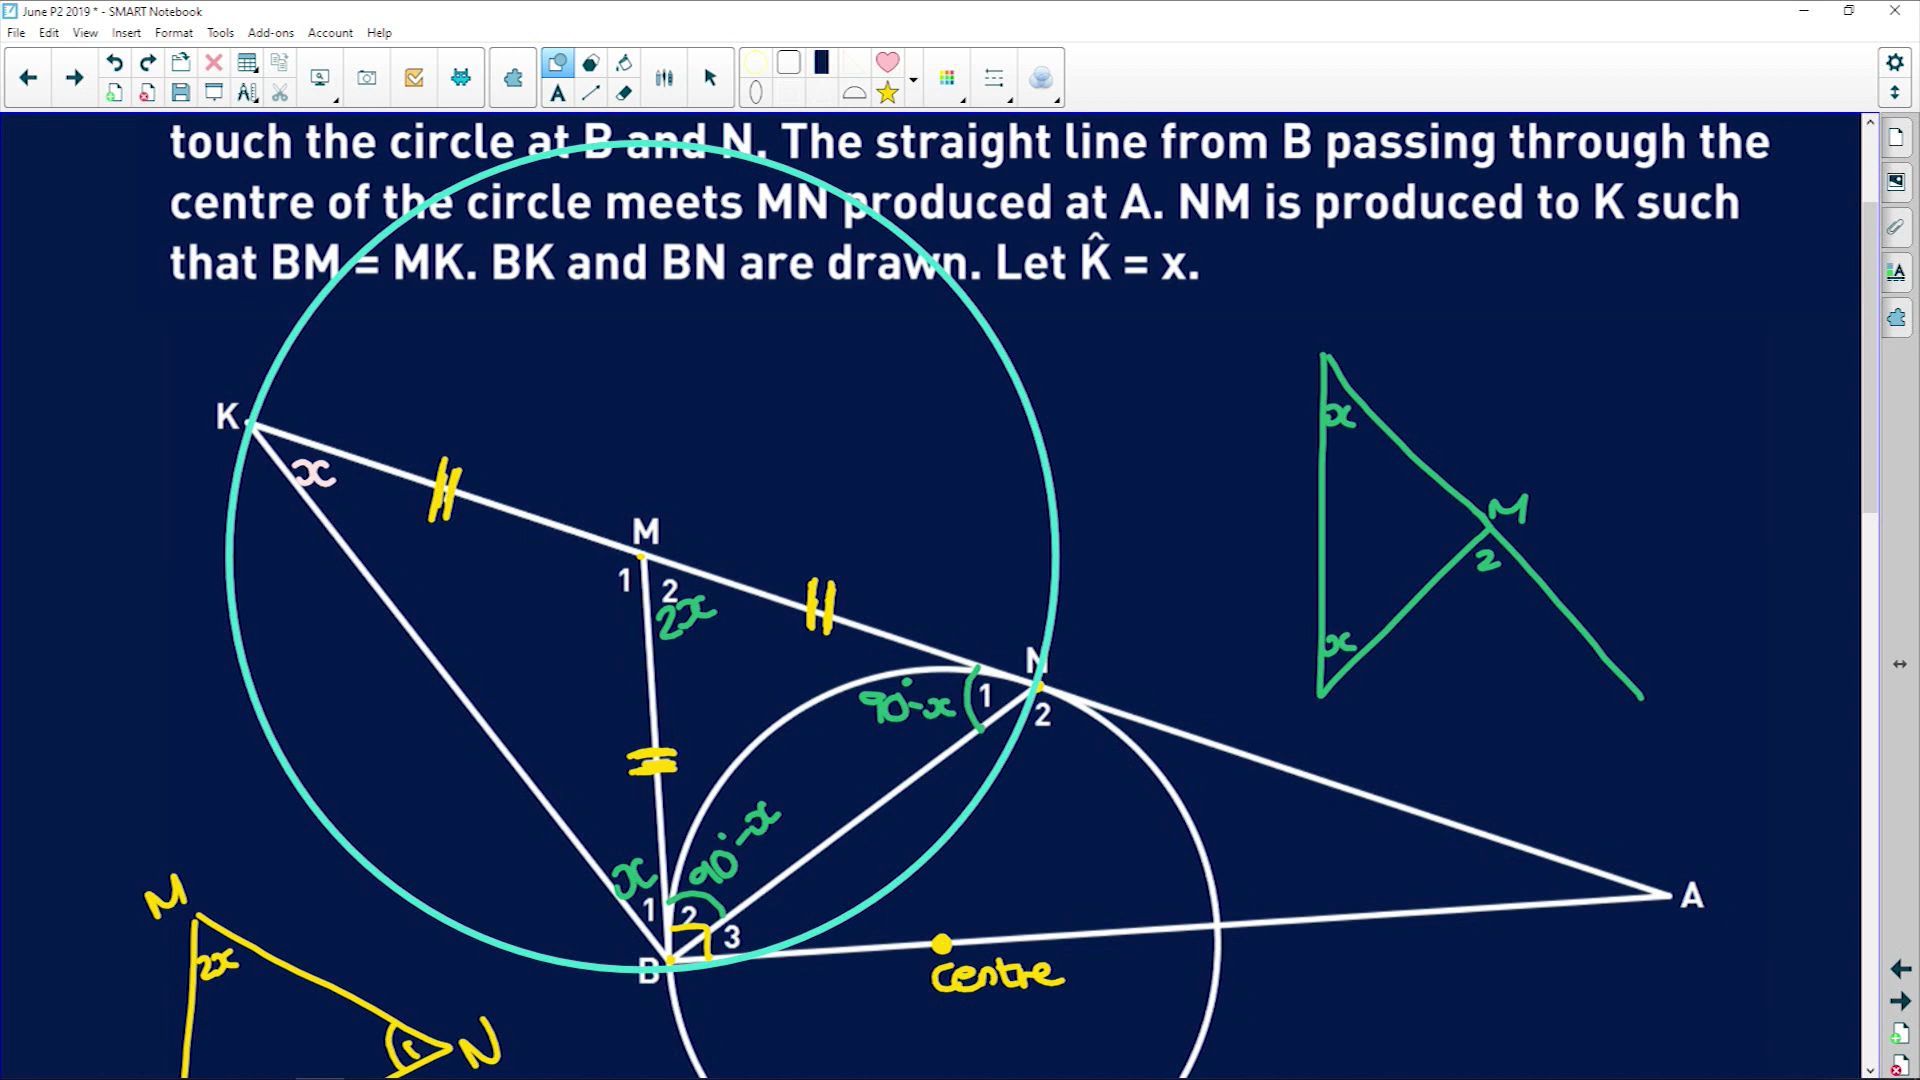 June P2 2019 * - SMART Notebook
File Edit View Insert Format Tools Add-ons Account Help
A
A
touch the circle at B and N. The straight line from B passing through the
centre of the circle meets MN produced at A. NM is produced to K such
that BM = MK. BK and BN are drawn. Let K̂ = x.
K
x
x
M
M
1 2
2
2x
x
N
90°-x 1
2
90°-x
x
1 2 3
A
M
B
centre
2x
1 N